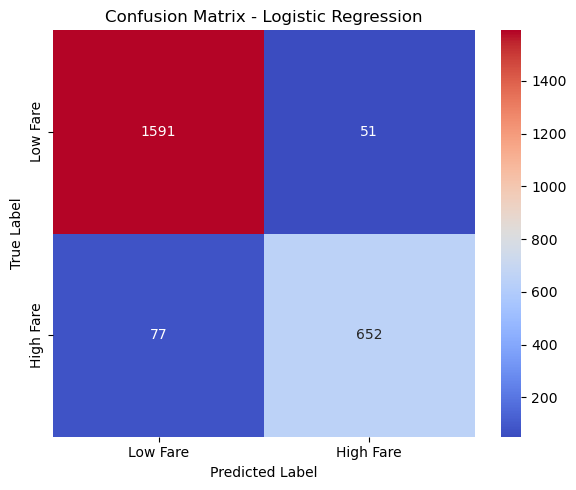 Confusion Matrix - Logistic Regression
Low Fare
High Fare
True Label
1591
51
77
652
Low Fare
High Fare
Predicted Label
1400
1200
1000
800
600
400
200